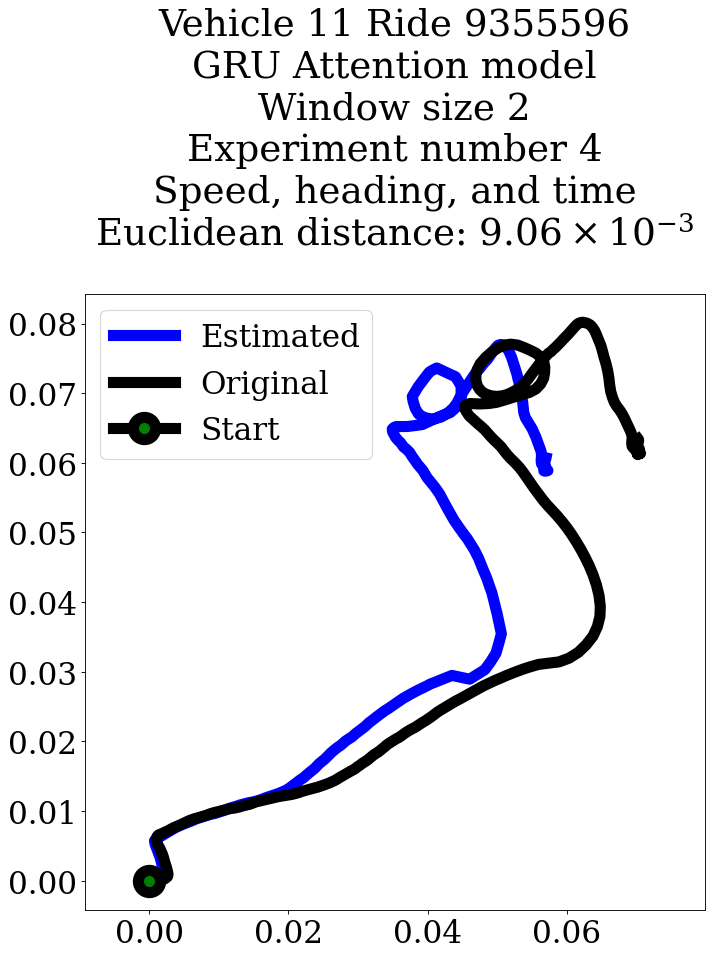 Vehicle 11 Ride 9355596
GRU Attention model
Window size 2
Experiment number 4
Speed, heading, and time
Euclidean distance: 9.06 × 10⁻³
Estimated
Original
Start
0.08
0.07
0.06
0.05
0.04
0.03
0.02
0.01
0.00
0.00 0.02 0.04 0.06